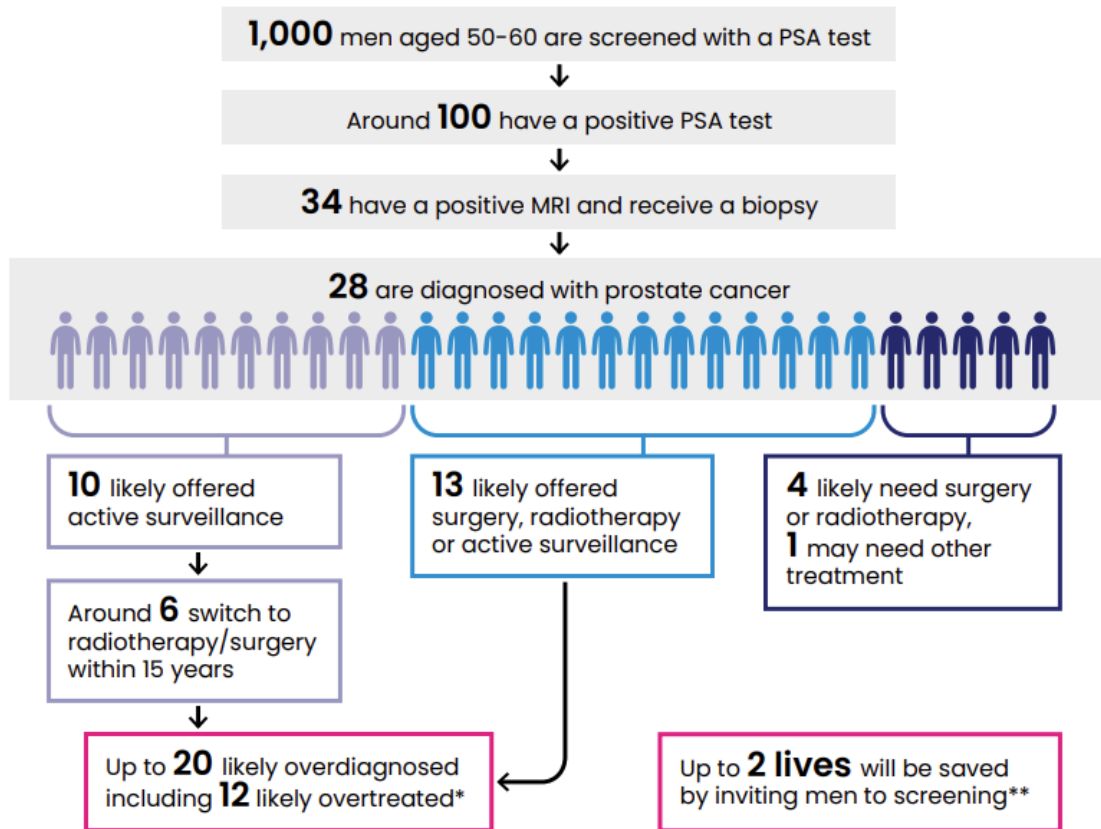 1,000 men aged 50-60 are screened with a PSA test
Around 100 have a positive PSA test
34 have a positive MRI and receive a biopsy
28 are diagnosed with prostate cancer
10 likely offered
active surveillance
13 likely offered
surgery, radiotherapy
or active surveillance
4 likely need surgery
or radiotherapy,
1 may need other
treatment
Around 6 switch to
radiotherapy/surgery
within 15 years
Up to 20 likely overdiagnosed
including 12 likely overtreated*
Up to 2 lives will be saved
by inviting men to screening**